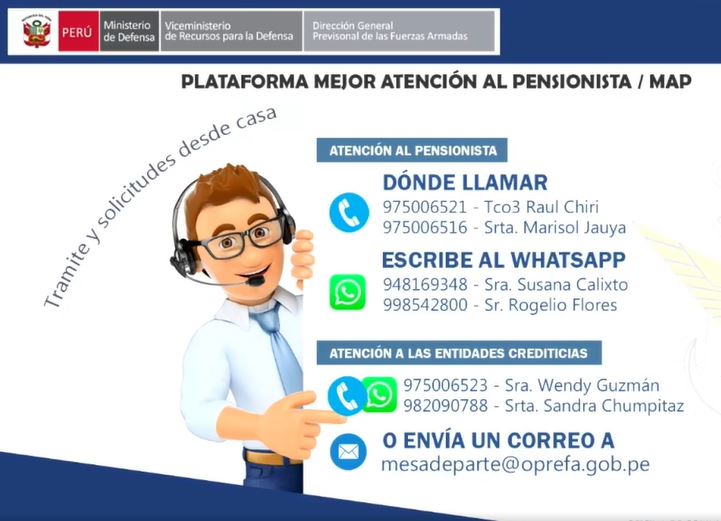 PERÚ
Ministerio
de Defensa
Viceministerio
de Recursos para la Defensa
Dirección General
Previsional de las Fuerzas Armadas
PLATAFORMA MEJOR ATENCIÓN AL PENSIONISTA / MAP
Tramite y solicitudes desde casa
ATENCIÓN AL PENSIONISTA
DÓNDE LLAMAR
975006521 - Tco3 Raul Chiri
975006516 - Srta. Marisol Jauya
ESCRIBE AL WHATSAPP
948169348 - Sra. Susana Calixto
998542800 - Sr. Rogelio Flores
ATENCIÓN A LAS ENTIDADES CREDITICIAS
975006523 - Sra. Wendy Guzmán
982090788 - Srta. Sandra Chumpitaz
O ENVÍA UN CORREO A
mesadeparte@oprefa.gob.pe